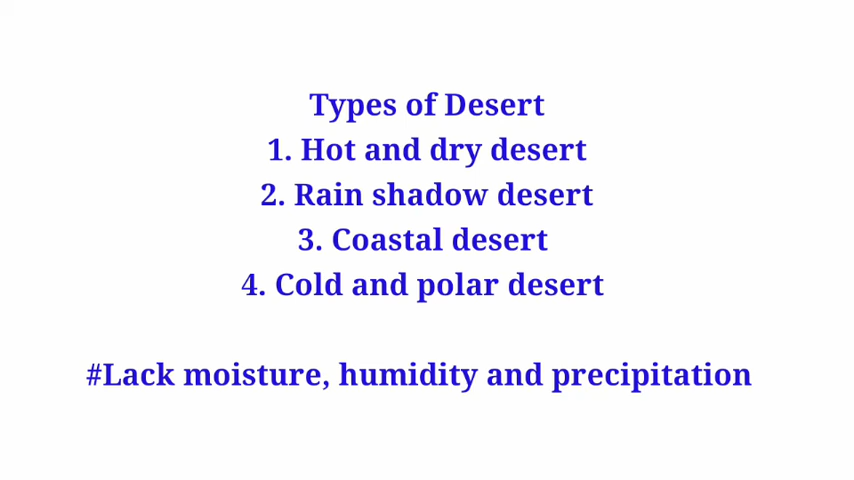 Types of Desert
1. Hot and dry desert
2. Rain shadow desert
3. Coastal desert
4. Cold and polar desert
#Lack moisture, humidity and precipitation